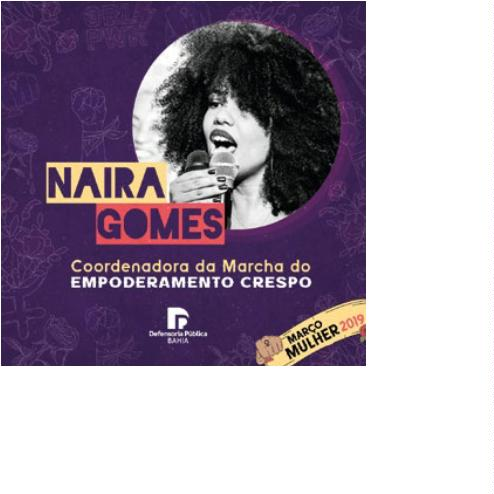 NAIRA
GOMES
Coordenadora da Marcha do
EMPODERAMENTO CRESPO
Defensoria Pública
BAHIA
MARÇO
MULHER 2019